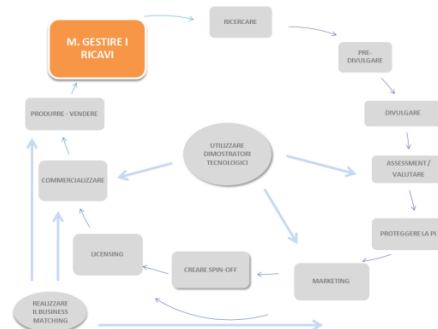 M. GESTIRE I
RICAVI
RICERCARE
PRE-
DIVULGARE
DIVULGARE
ASSESSMENT /
VALUTARE
PROTEGGERE LA PI
MARKETING
CREARE SPIN-OFF
LICENSING
COMMERCIALIZZARE
PRODURRE - VENDERE
UTILIZZARE
DIMOSTRATORI
TECNOLOGICI
REALIZZARE
IL BUSINESS
MATCHING